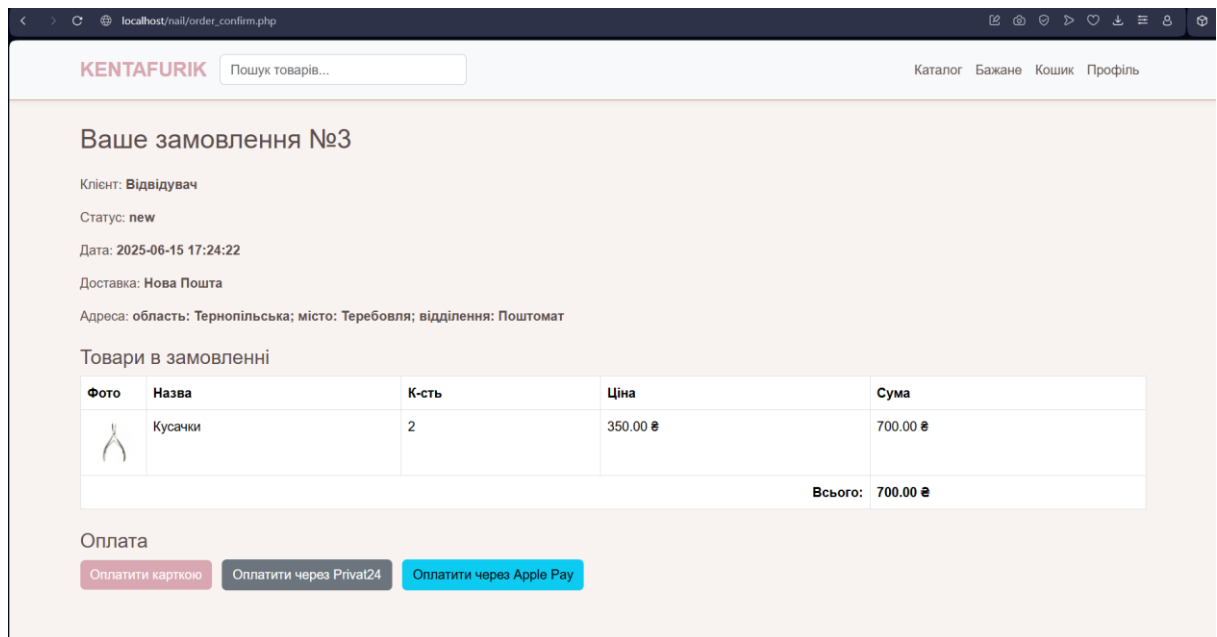 localhost/nail/order_confirm.php
KENTAFURIK Пошук товарів... Каталог Бажане Кошик Профіль
Ваше замовлення №3
Клієнт: Відвідувач
Статус: new
Дата: 2025-06-15 17:24:22
Доставка: Нова Пошта
Адреса: область: Тернопільська; місто: Теребовля; відділення: Поштомат
Товари в замовленні
Фото Назва К-сть Ціна Сума
Кусачки 2 350.00 ₴ 700.00 ₴
Всього: 700.00 ₴
Оплата
Оплатити карткою Оплатити через Privat24 Оплатити через Apple Pay